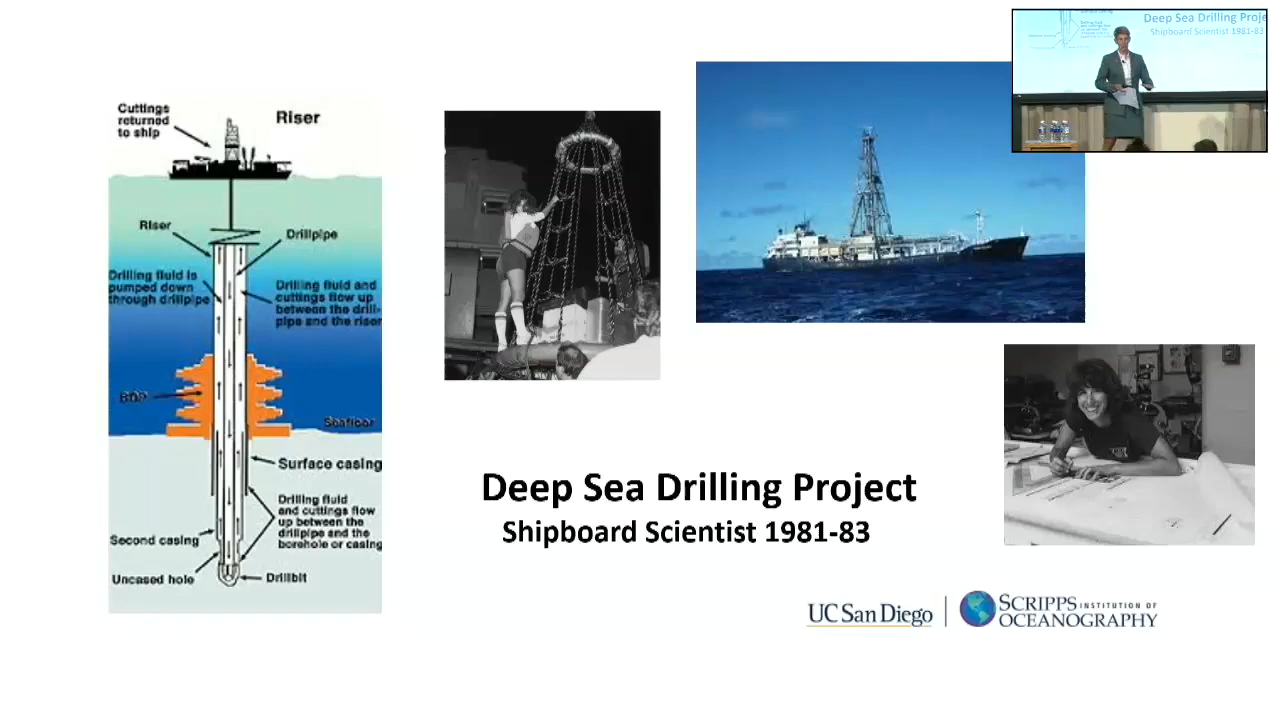 Cuttings
returned
to ship
Riser
Riser
Drillpipe
Drilling fluid is
pumped down
through drillpipe
Drilling fluid and
cuttings flow up
between the drill-
pipe and the riser
BOP
Seafloor
Surface casing
Drilling fluid
and cuttings flow
up between the
drillpipe and the
borehole or casing
Second casing
Uncased hole
Drillbit
Deep Sea Drilling Project
Shipboard Scientist 1981-83
UC San Diego
SCRIPPS INSTITUTION OF
OCEANOGRAPHY
Deep Sea Drilling Proje
Shipboard Scientist 1981-83